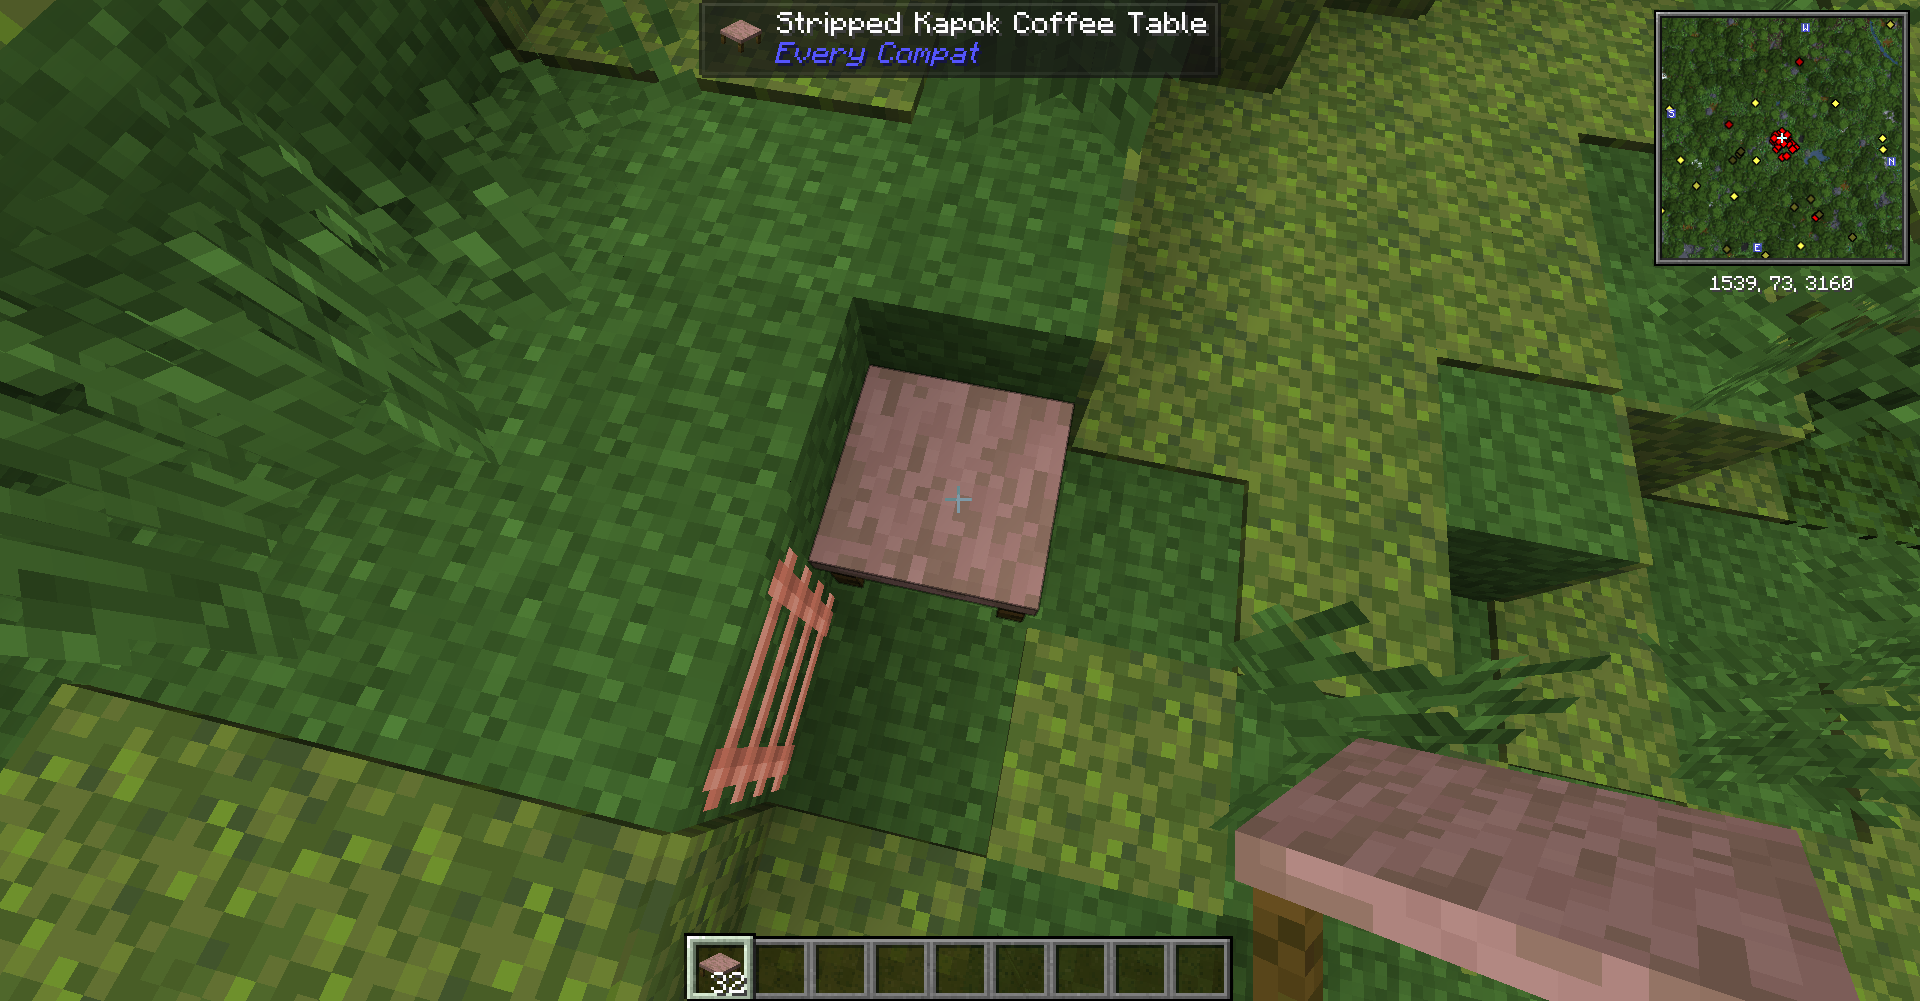 Stripped Kapok Coffee Table
Every Compat
W
S
N
E
1539, 73, 3160
32